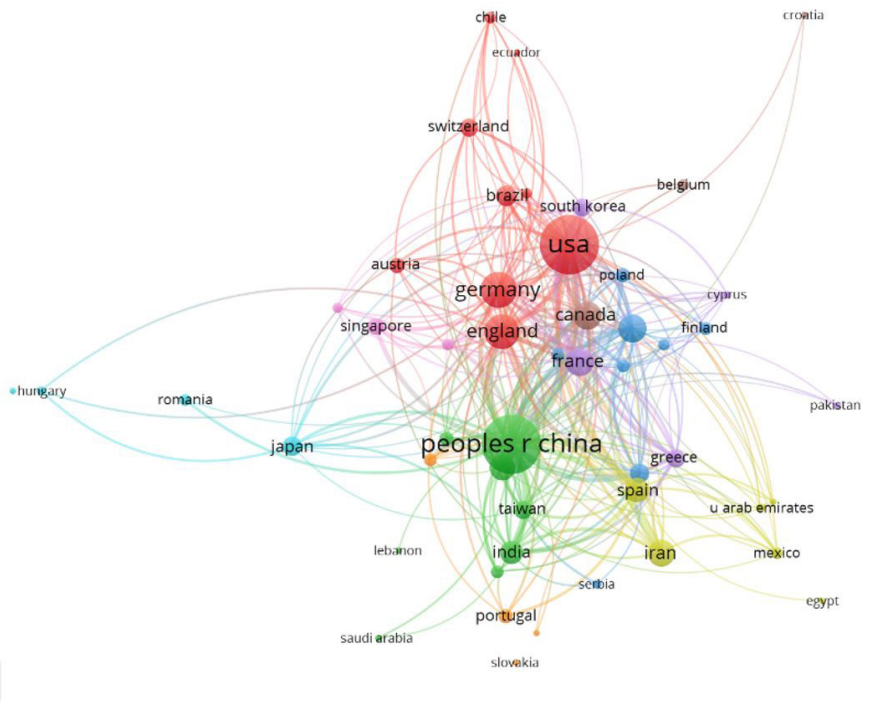 chile
croatia
ecuador
switzerland
belgium
brazil
south korea
usa
austria
poland
germany
cyprus
canada
singapore
england
finland
france
hungary
romania
pakistan
japan
peoples r china
greece
spain
taiwan
u arab emirates
lebanon
india
iran
mexico
serbia
egypt
portugal
saudi arabia
slovakia